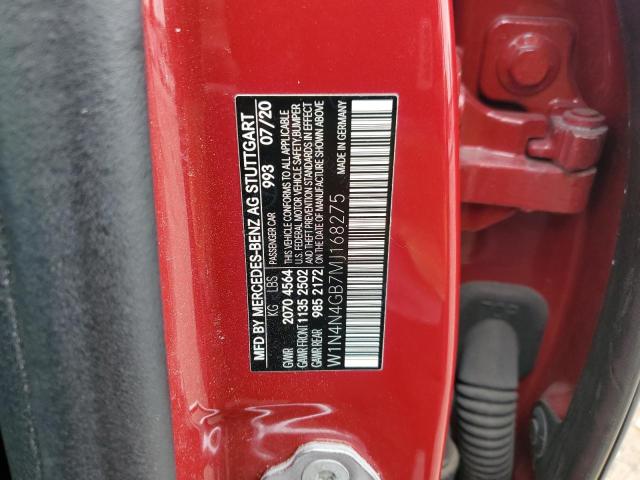 MFD BY MERCEDES-BENZ AG STUTTGART
PASSENGER CAR 993 07/20
KG LBS THIS VEHICLE CONFORMS TO ALL APPLICABLE
GWR 2070 4564 U.S. FEDERAL MOTOR VEHICLE SAFETY, BUMPER
GAWR FRONT 1135 2502 AND THEFT PREVENTION STANDARDS IN EFFECT
GAWR REAR 985 2172 ON THE DATE OF MANUFACTURE SHOWN ABOVE
MADE IN GERMANY
W1N4N4GB7MJ168275